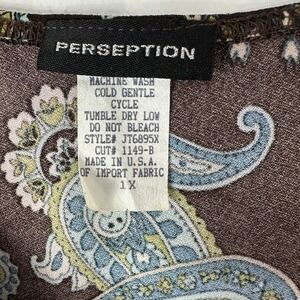 PERSEPTION
MACHINE WASH
COLD GENTLE
CYCLE
TUMBLE DRY LOW
DO NOT BLEACH
STYLE# JT6895X
CUT# 1149-B
MADE IN U.S.A.
OF IMPORT FABRIC
1X